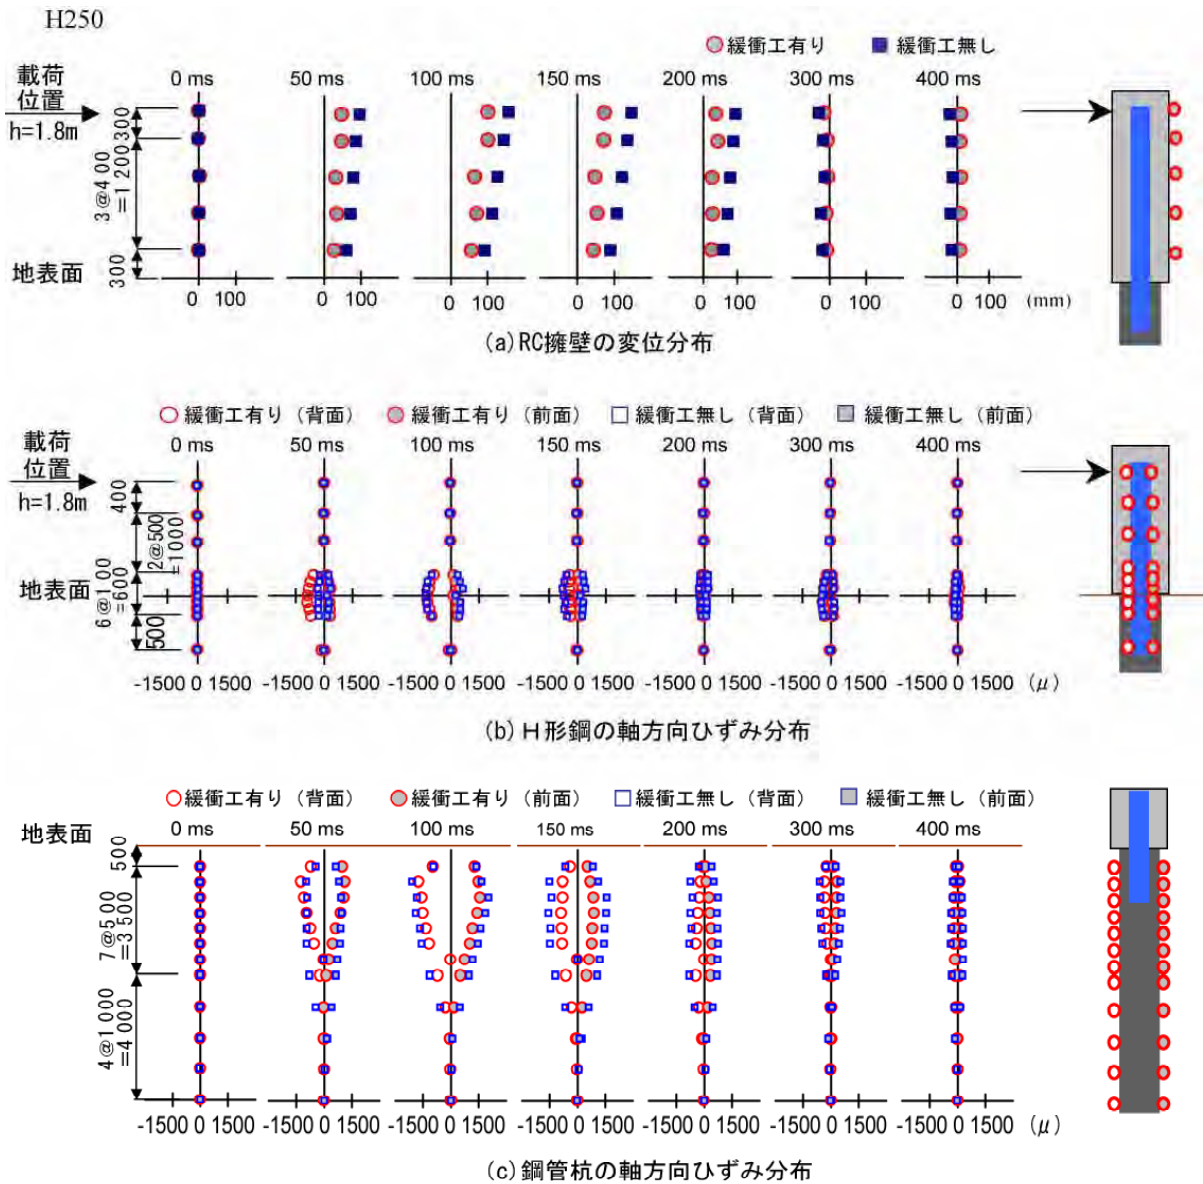 H250
緩衝工有り 緩衝工無し
載荷
位置
h=1.8m
0 ms 50 ms 100 ms 150 ms 200 ms 300 ms 400 ms
300
3@400
=1200
300
地表面
0 100 0 100 0 100 0 100 0 100 0 100 0 100 (mm)
(a)RC擁壁の変位分布
緩衝工有り（背面） 緩衝工有り（前面） 緩衝工無し（背面） 緩衝工無し（前面）
載荷
位置
h=1.8m
0 ms 50 ms 100 ms 150 ms 200 ms 300 ms 400 ms
400
2@500
=1000
地表面
6@100
=600
500
-1500 0 1500 -1500 0 1500 -1500 0 1500 -1500 0 1500 -1500 0 1500 -1500 0 1500 -1500 0 1500 (μ)
(b)H形鋼の軸方向ひずみ分布
緩衝工有り（背面） 緩衝工有り（前面） 緩衝工無し（背面） 緩衝工無し（前面）
地表面
0 ms 50 ms 100 ms 150 ms 200 ms 300 ms 400 ms
500
7@500
=3500
4@1000
=4000
-1500 0 1500 -1500 0 1500 -1500 0 1500 -1500 0 1500 -1500 0 1500 -1500 0 1500 -1500 0 1500 (μ)
(c)鋼管杭の軸方向ひずみ分布